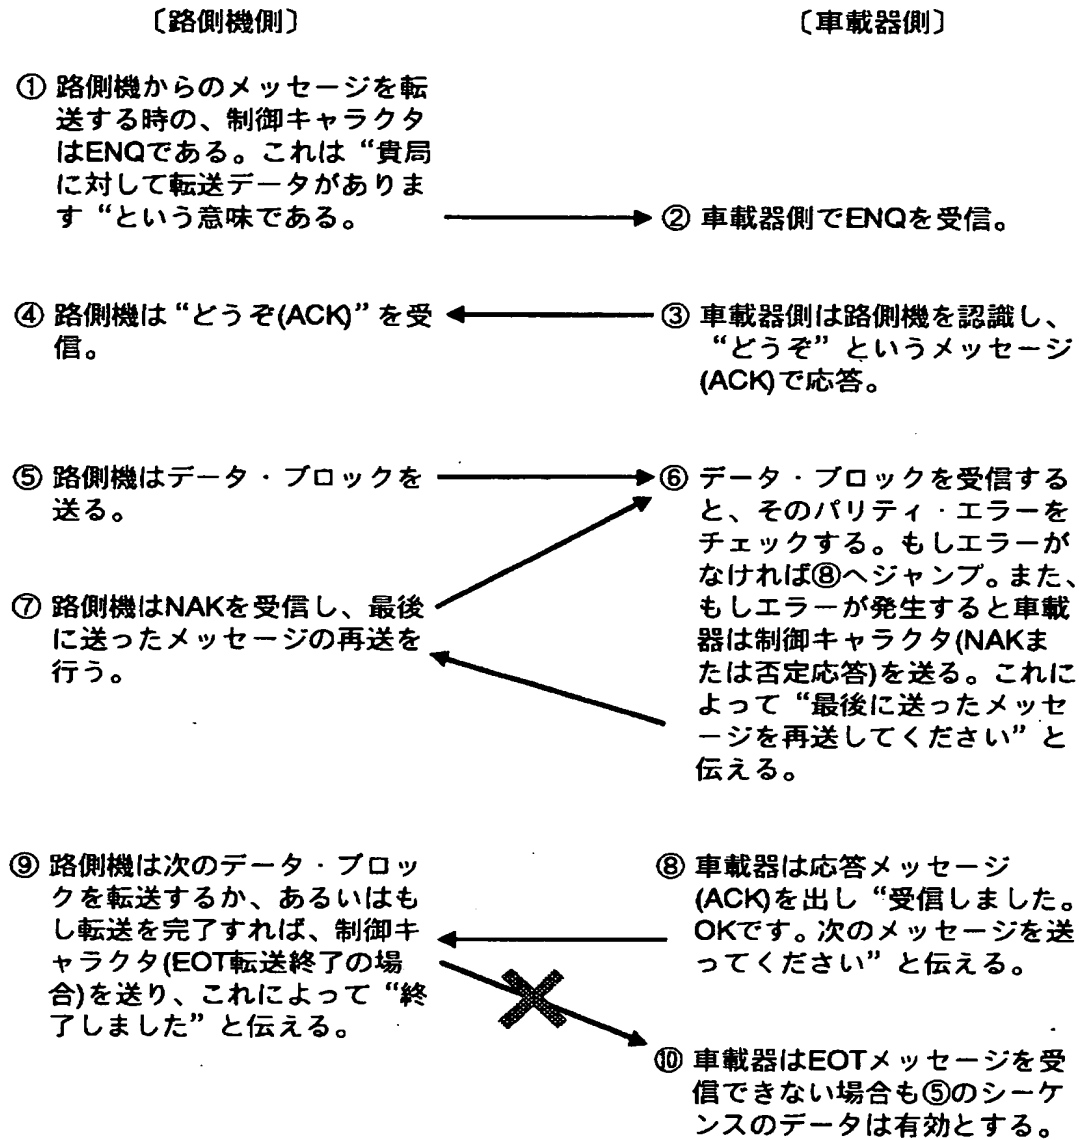 〔路側機側〕
〔車載器側〕
① 路側機からのメッセージを転
送する時の、制御キャラクタ
はENQである。これは“貴局
に対して転送データがありま
す“という意味である。
② 車載器側でENQを受信。
③ 車載器側は路側機を認識し、
“どうぞ”というメッセージ
(ACK)で応答。
④ 路側機は“どうぞ(ACK)”を受
信。
⑤ 路側機はデータ・ブロックを
送る。
⑥ データ・ブロックを受信する
と、そのパリティ・エラーを
チェックする。もしエラーが
なければ⑧へジャンプ。また、
もしエラーが発生すると車載
器は制御キャラクタ(NAKま
たは否定応答)を送る。これに
よって“最後に送ったメッセ
ージを再送してください”と
伝える。
⑦ 路側機はNAKを受信し、最後
に送ったメッセージの再送を
行う。
⑧ 車載器は応答メッセージ
(ACK)を出し“受信しました。
OKです。次のメッセージを送
ってください”と伝える。
⑨ 路側機は次のデータ・ブロッ
クを転送するか、あるいはも
し転送を完了すれば、制御キ
ャラクタ(EOT転送終了の場
合)を送り、これによって“終
了しました”と伝える。
⑩ 車載器はEOTメッセージを受
信できない場合も⑤のシーケ
ンスのデータは有効とする。